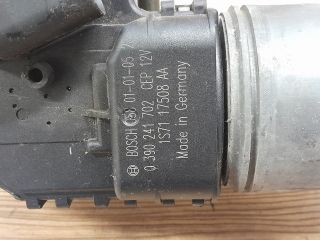 BOSCH 01-01-05
0 390 241 702 CEP 12V
1S71 17508 AA
Made in Germany